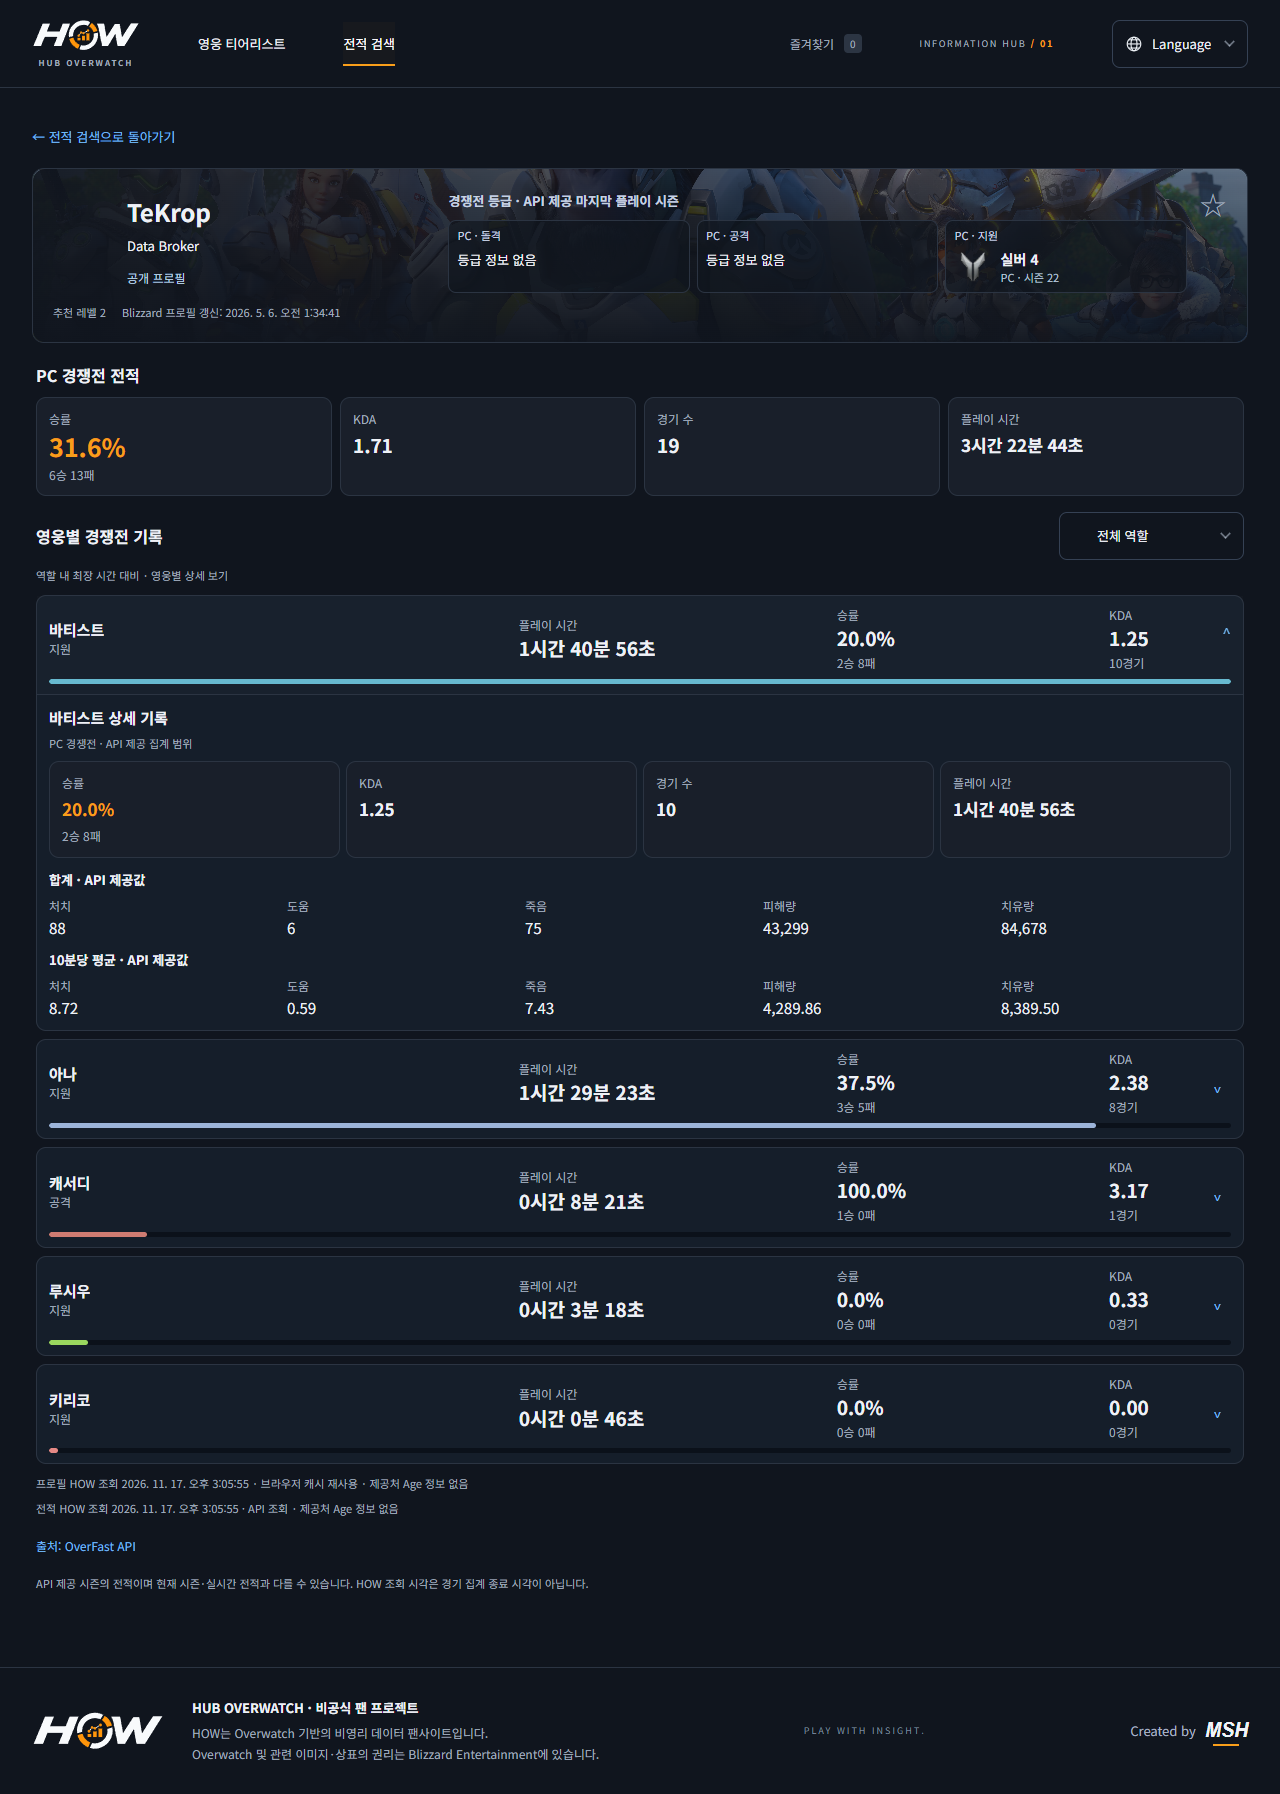 HOW
HUB OVERWATCH
영웅 티어리스트
전적 검색
즐겨찾기 0
INFORMATION HUB / 01
Language
← 전적 검색으로 돌아가기
TeKrop
Data Broker
공개 프로필
추천 레벨 2
Blizzard 프로필 갱신: 2026. 5. 6. 오전 1:34:41
경쟁전 등급 · API 제공 마지막 플레이 시즌
PC · 돌격
등급 정보 없음
PC · 공격
등급 정보 없음
PC · 지원
실버 4
PC · 시즌 22
PC 경쟁전 전적
승률
31.6%
6승 13패
KDA
1.71
경기 수
19
플레이 시간
3시간 22분 44초
영웅별 경쟁전 기록
전체 역할
역할 내 최장 시간 대비 · 영웅별 상세 보기
바티스트
지원
플레이 시간
1시간 40분 56초
승률
20.0%
2승 8패
KDA
1.25
10경기
바티스트 상세 기록
PC 경쟁전 · API 제공 집계 범위
승률
20.0%
2승 8패
KDA
1.25
경기 수
10
플레이 시간
1시간 40분 56초
합계 · API 제공값
처치
88
도움
6
죽음
75
피해량
43,299
치유량
84,678
10분당 평균 · API 제공값
처치
8.72
도움
0.59
죽음
7.43
피해량
4,289.86
치유량
8,389.50
아나
지원
플레이 시간
1시간 29분 23초
승률
37.5%
3승 5패
KDA
2.38
8경기
캐서디
공격
플레이 시간
0시간 8분 21초
승률
100.0%
1승 0패
KDA
3.17
1경기
루시우
지원
플레이 시간
0시간 3분 18초
승률
0.0%
0승 0패
KDA
0.33
0경기
키리코
지원
플레이 시간
0시간 0분 46초
승률
0.0%
0승 0패
KDA
0.00
0경기
프로필 HOW 조회 2026. 11. 17. 오후 3:05:55 · 브라우저 캐시 재사용 · 제공처 Age 정보 없음
전적 HOW 조회 2026. 11. 17. 오후 3:05:55 · API 조회 · 제공처 Age 정보 없음
출처: OverFast API
API 제공 시즌의 전적이며 현재 시즌·실시간 전적과 다를 수 있습니다. HOW 조회 시각은 경기 집계 종료 시각이 아닙니다.
HOW
HUB OVERWATCH · 비공식 팬 프로젝트
HOW는 Overwatch 기반의 비영리 데이터 팬사이트입니다.
Overwatch 및 관련 이미지·상표의 권리는 Blizzard Entertainment에 있습니다.
PLAY WITH INSIGHT.
Created by MSH